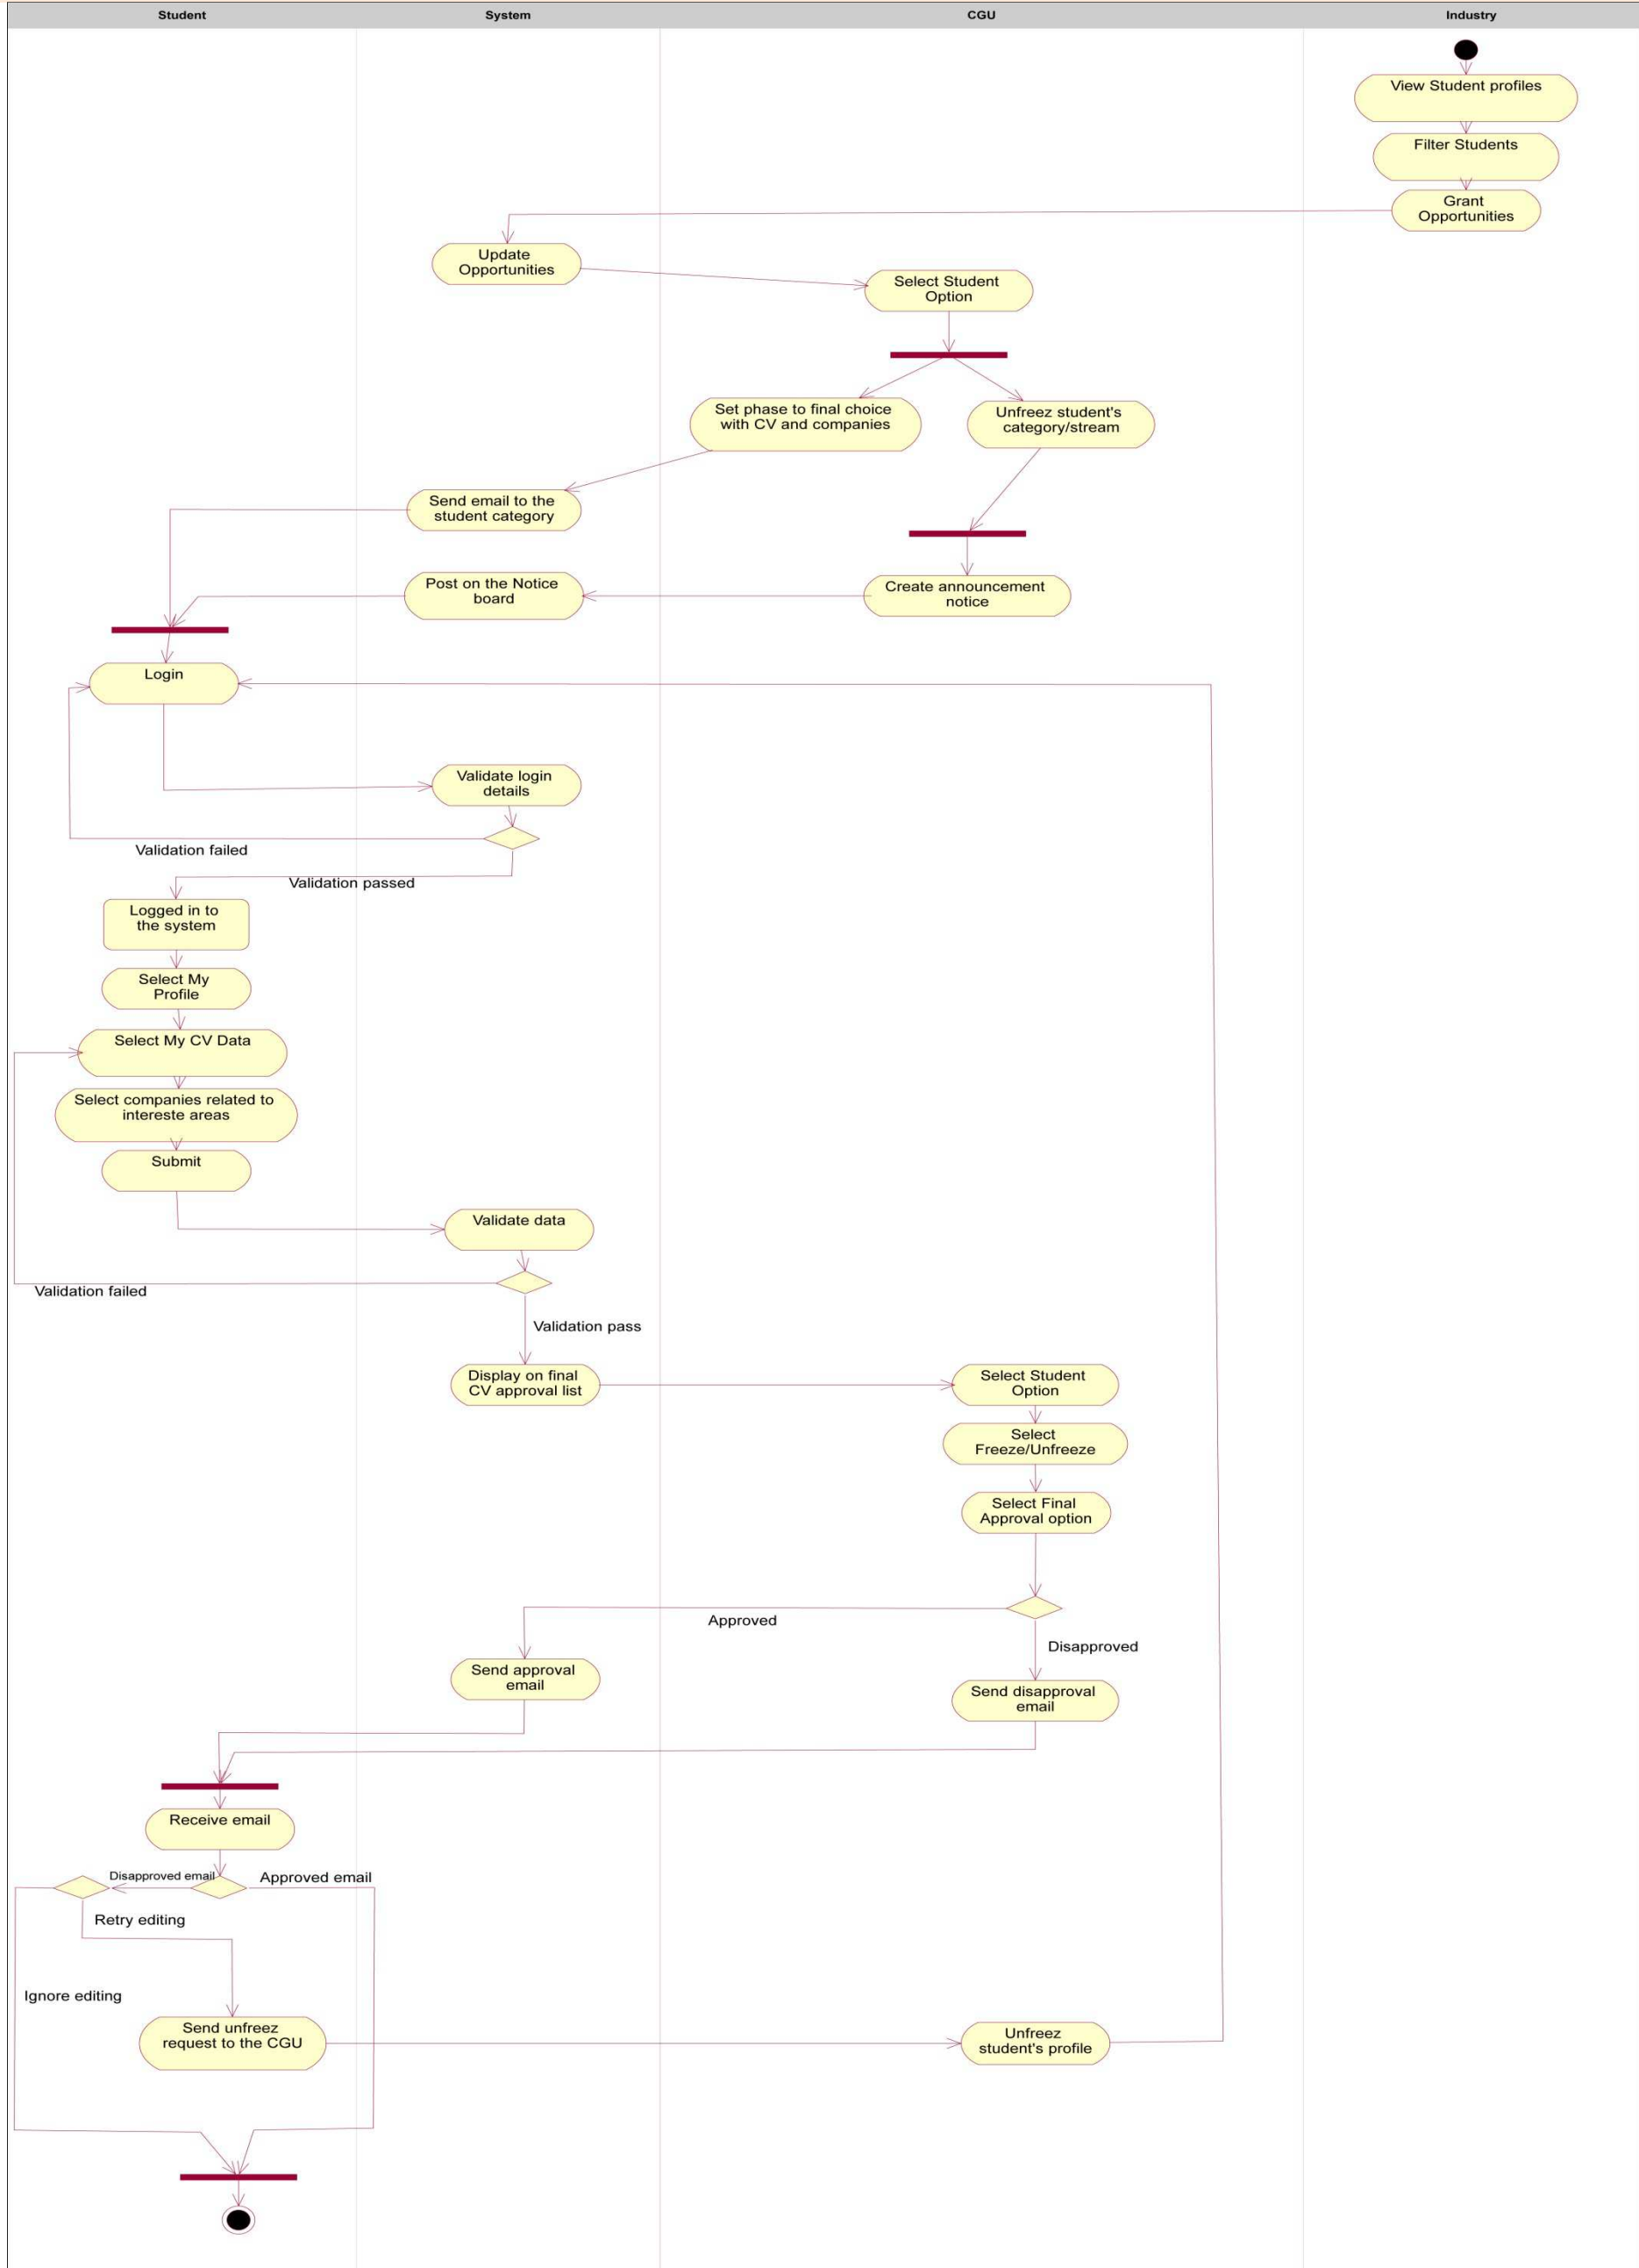 Student
System
CGU
Industry
View Student profiles
Filter Students
Grant
Opportunities
Update
Opportunities
Select Student
Option
Set phase to final choice
with CV and companies
Unfreez student's
category/stream
Send email to the
student category
Post on the Notice
board
Create announcement
notice
Login
Validate login
details
Validation failed
Validation passed
Logged in to
the system
Select My
Profile
Select My CV Data
Select companies related to
intereste areas
Submit
Validate data
Validation failed
Validation pass
Display on final
CV approval list
Select Student
Option
Select
Freeze/Unfreeze
Select Final
Approval option
Approved
Disapproved
Send approval
email
Send disapproval
email
Receive email
Disapproved email
Approved email
Retry editing
Ignore editing
Send unfreez
request to the CGU
Unfreez
student's profile